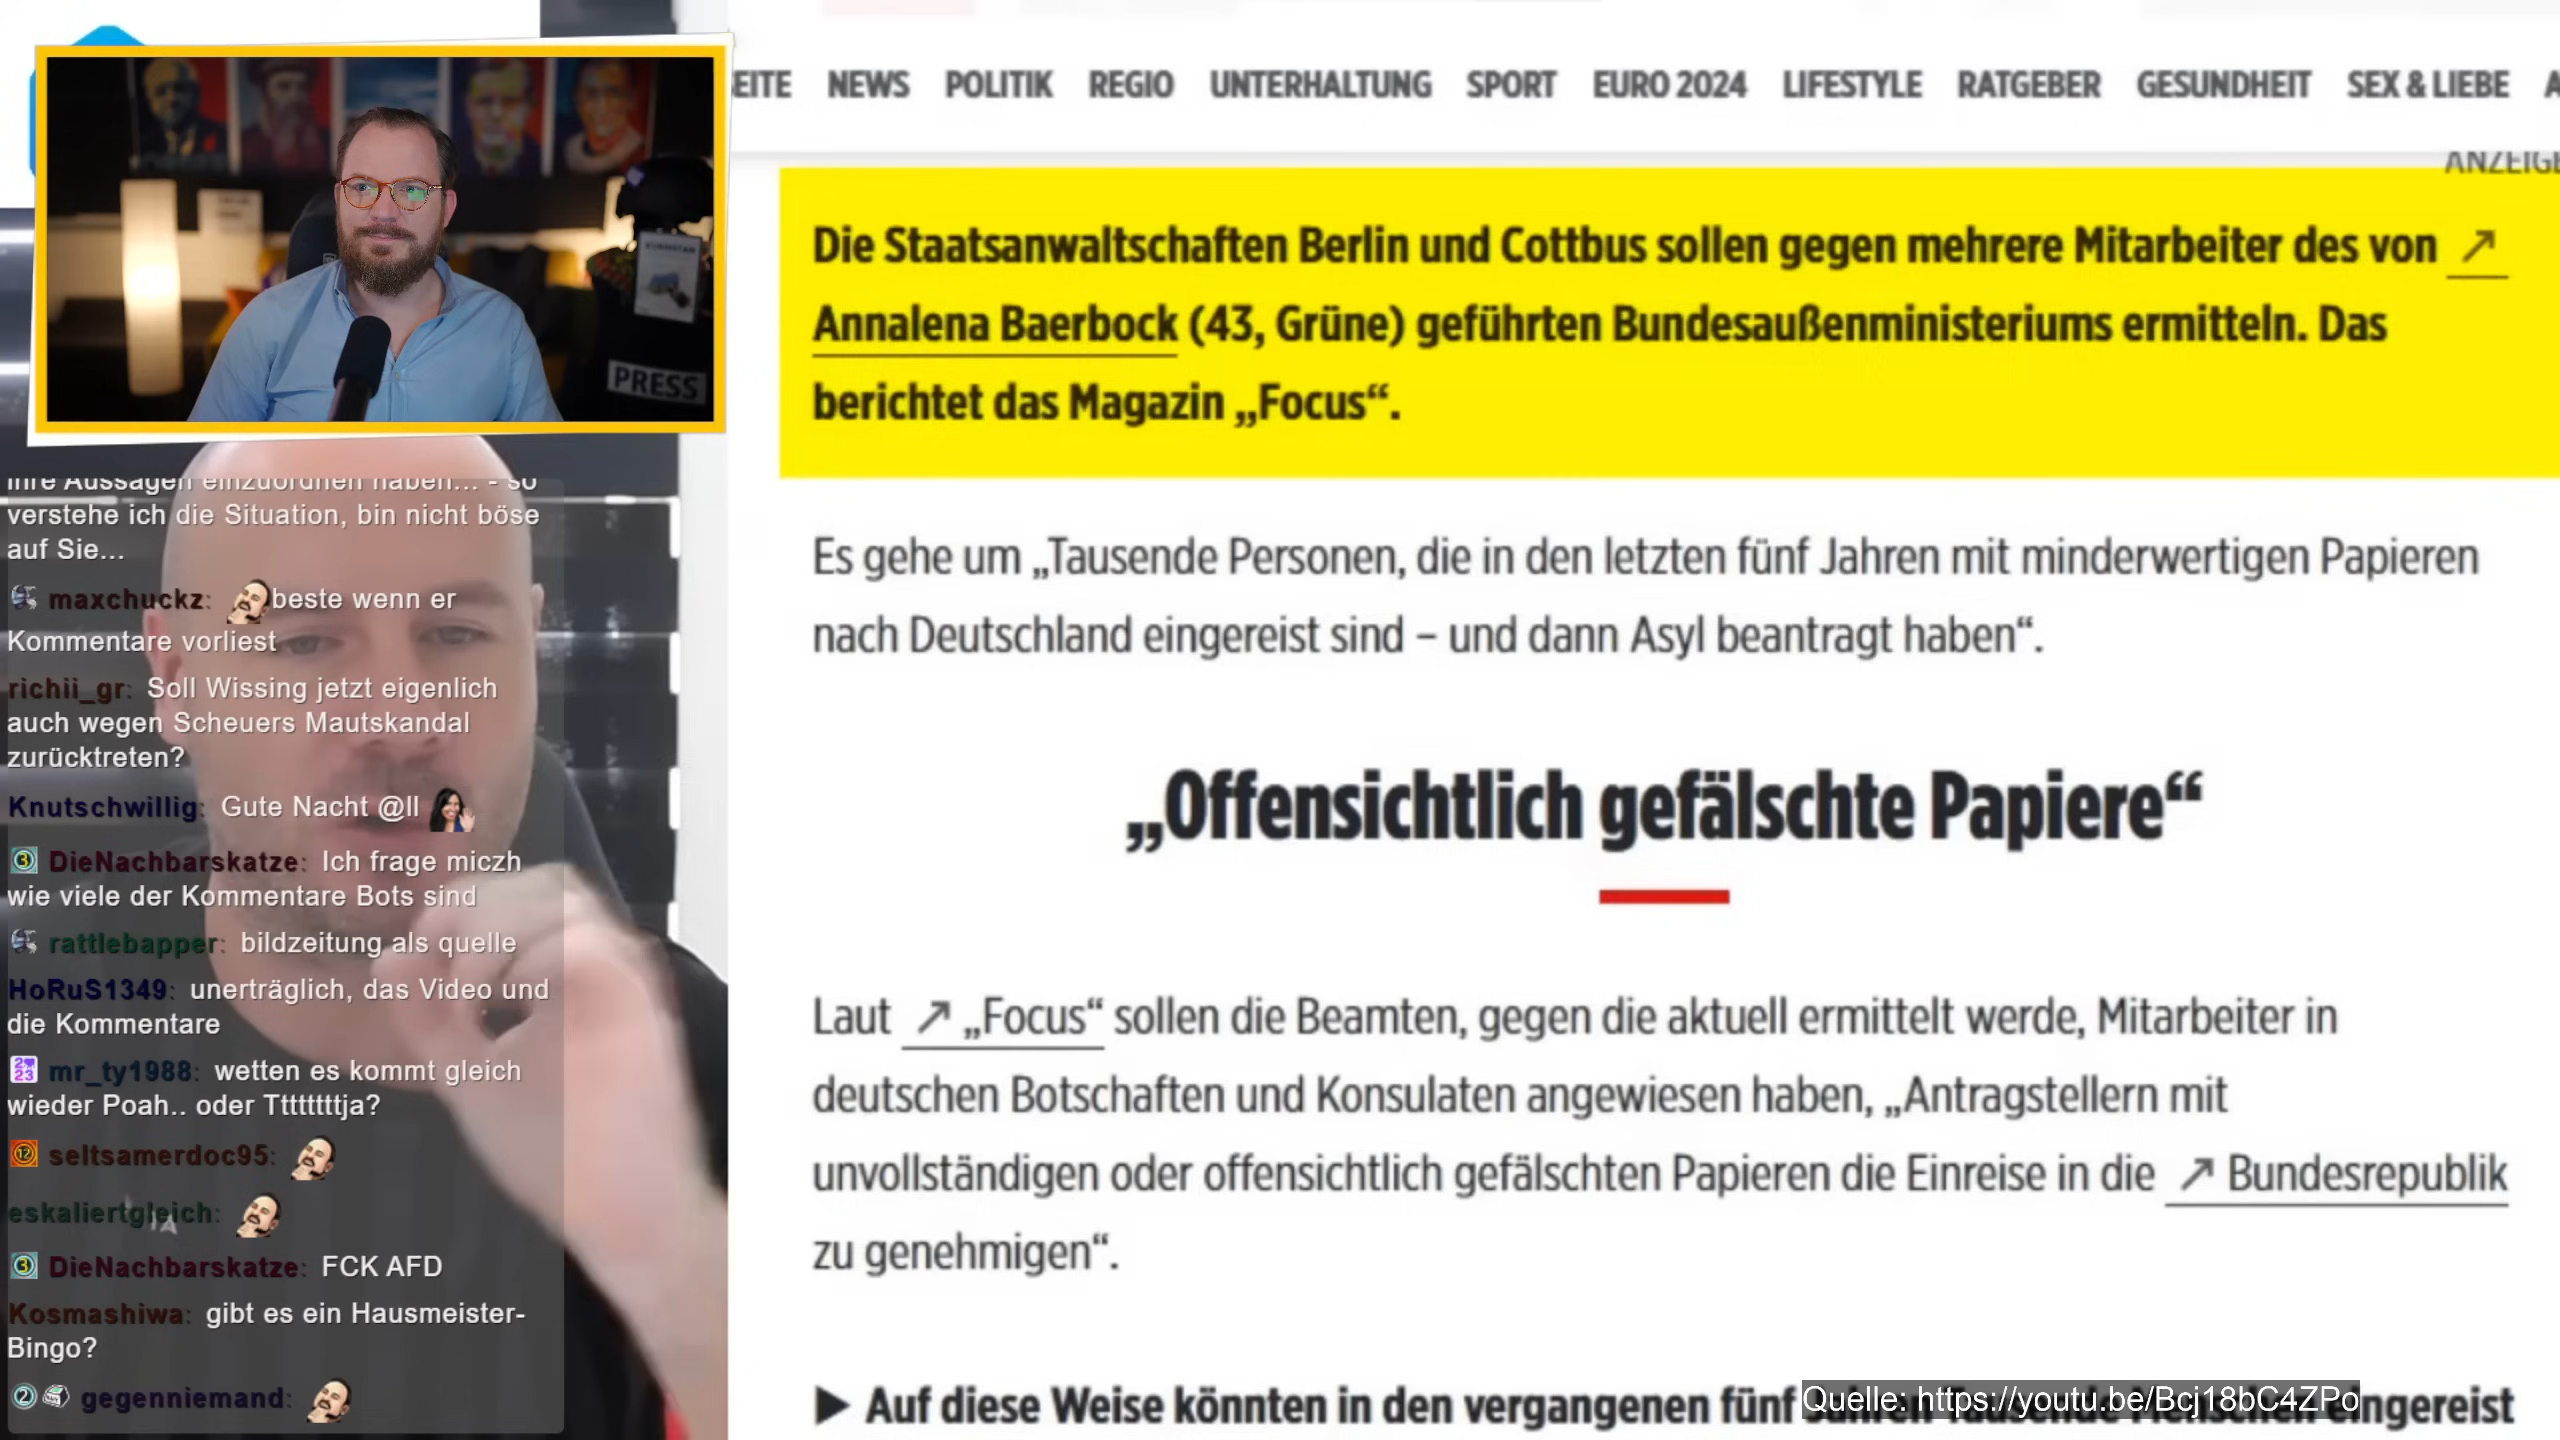 SEITE NEWS POLITIK REGIO UNTERHALTUNG SPORT EURO 2024 LIFESTYLE RATGEBER GESUNDHEIT SEX & LIEBE
ANZEIGE
Die Staatsanwaltschaften Berlin und Cottbus sollen gegen mehrere Mitarbeiter des von ↗
Annalena Baerbock (43, Grüne) geführten Bundesaußenministeriums ermitteln. Das
berichtet das Magazin „Focus“.
Es gehe um „Tausende Personen, die in den letzten fünf Jahren mit minderwertigen Papieren
nach Deutschland eingereist sind – und dann Asyl beantragt haben“.
„Offensichtlich gefälschte Papiere“
Laut ↗ „Focus“ sollen die Beamten, gegen die aktuell ermittelt werde, Mitarbeiter in
deutschen Botschaften und Konsulaten angewiesen haben, „Antragstellern mit
unvollständigen oder offensichtlich gefälschten Papieren die Einreise in die ↗ Bundesrepublik
zu genehmigen“.
▶ Auf diese Weise könnten in den vergangenen fünf Jahren Tausende Menschen eingereist
Quelle: https://youtu.be/Bcj18bC4ZPo
PRESS
Ihre Aussagen einzuordnen haben... - so
verstehe ich die Situation, bin nicht böse
auf Sie...
maxchuckz: beste wenn er
Kommentare vorliest
richii_gr: Soll Wissing jetzt eigenlich
auch wegen Scheuers Mautskandal
zurücktreten?
Knutschwillig: Gute Nacht @ll
DieNachbarskatze: Ich frage miczh
wie viele der Kommentare Bots sind
rattlebapper: bildzeitung als quelle
HoRuS1349: unerträglich, das Video und
die Kommentare
mr_ty1988: wetten es kommt gleich
wieder Poah.. oder Tttttttja?
seltsamerdoc95:
eskaliertgleich:
DieNachbarskatze: FCK AFD
Kosmashiwa: gibt es ein Hausmeister-
Bingo?
gegenniemand: